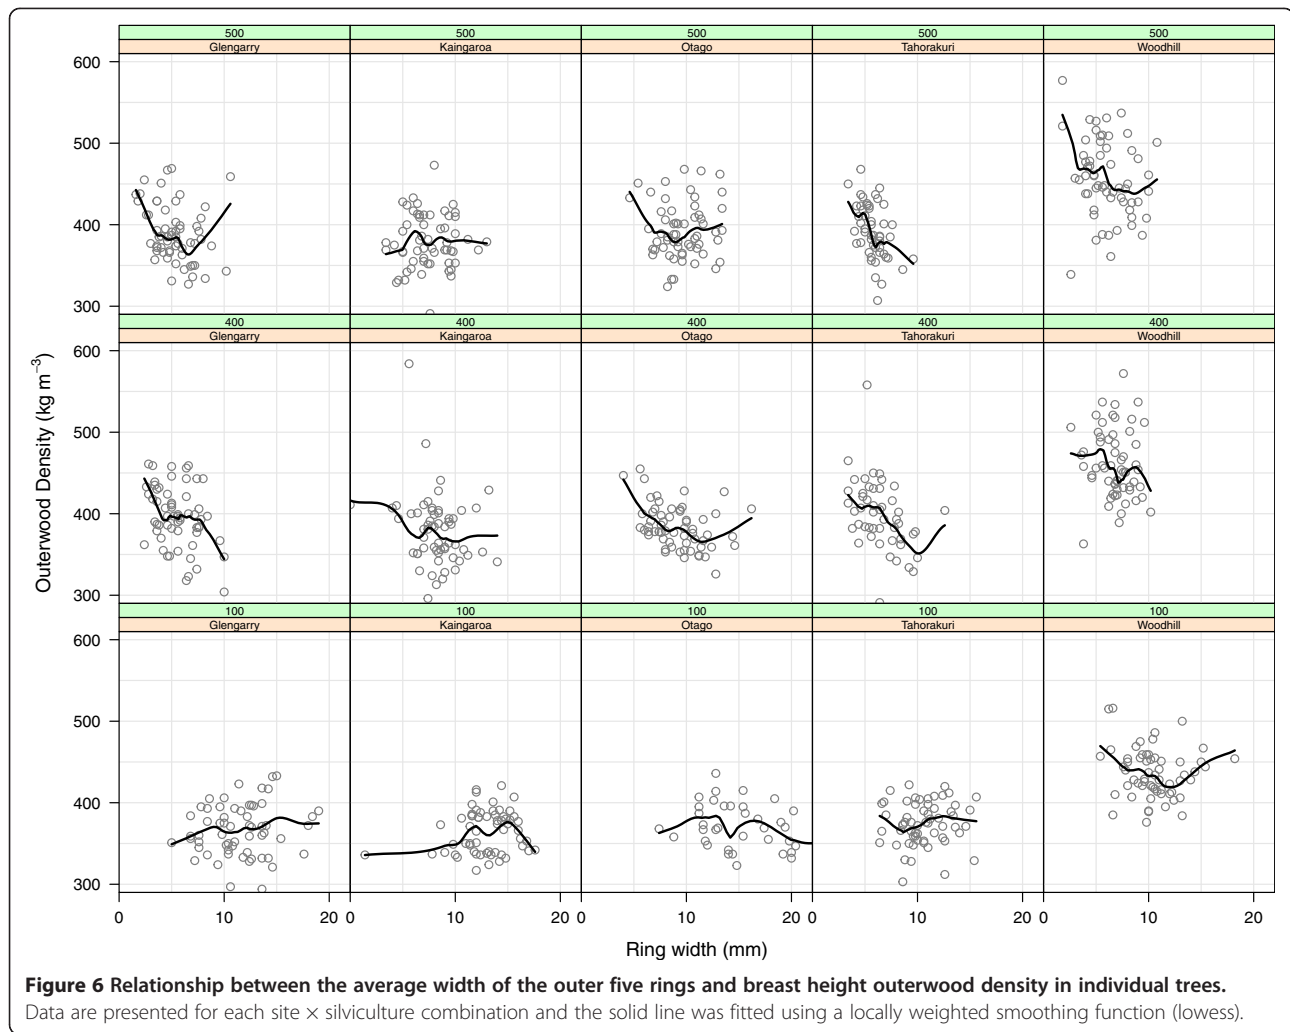 500 500 500 500 500
Glengarry Kaingaroa Otago Tahorakuri Woodhill
600
500
400
300
400 400 400 400 400
Glengarry Kaingaroa Otago Tahorakuri Woodhill
600
500
400
300
100 100 100 100 100
Glengarry Kaingaroa Otago Tahorakuri Woodhill
600
500
400
300
Outerwood Density (kg m⁻³)
0 10 20 0 10 20 0 10 20 0 10 20 0 10 20
Ring width (mm)
Figure 6 Relationship between the average width of the outer five rings and breast height outerwood density in individual trees.
Data are presented for each site × silviculture combination and the solid line was fitted using a locally weighted smoothing function (lowess).